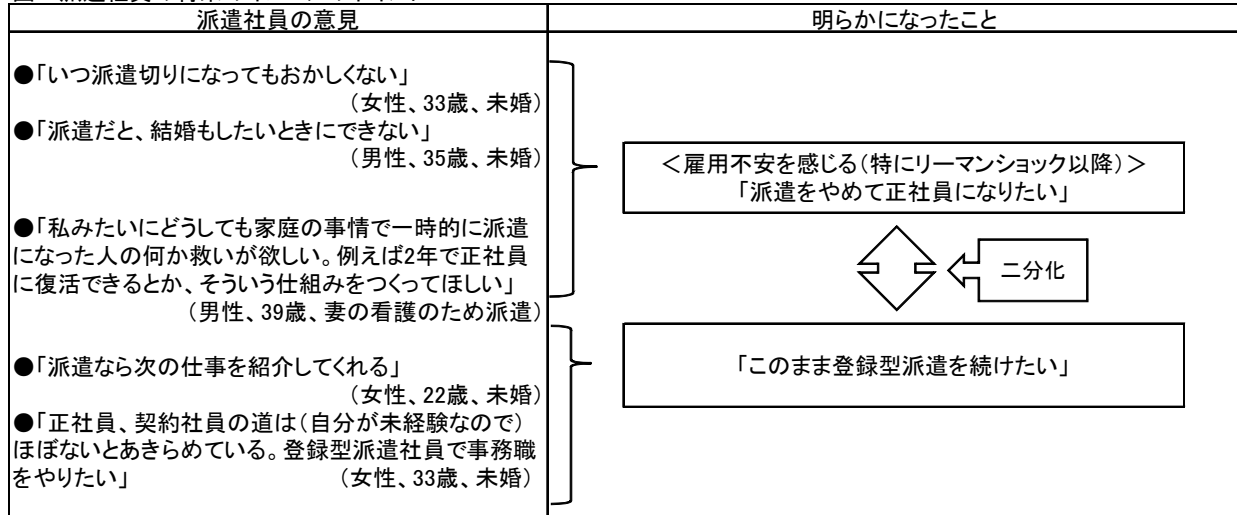 派遣社員の意見
明らかになったこと
●「いつ派遣切りになってもおかしくない」
(女性、33歳、未婚)
●「派遣だと、結婚もしたいときにできない」
(男性、35歳、未婚)
●「私みたいにどうしても家庭の事情で一時的に派遣
になった人の何か救いが欲しい。例えば2年で正社員
に復活できるとか、そういう仕組みをつくってほしい」
(男性、39歳、妻の看護のため派遣)
●「派遣なら次の仕事を紹介してくれる」
(女性、22歳、未婚)
●「正社員、契約社員の道は(自分が未経験なので)
ほぼないとあきらめている。登録型派遣社員で事務職
をやりたい」 (女性、33歳、未婚)
<雇用不安を感じる(特にリーマンショック以降)>
「派遣をやめて正社員になりたい」
二分化
「このまま登録型派遣を続けたい」